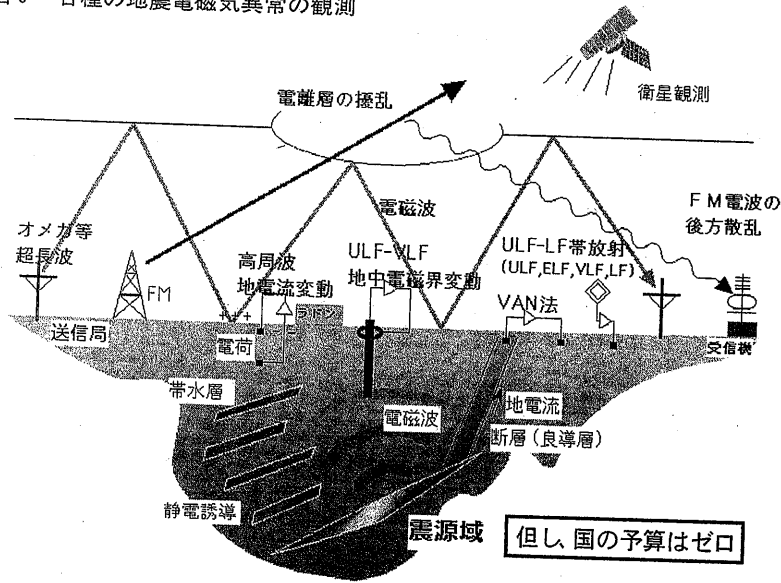 各種の地震電磁気異常の観測
衛星観測
電離層の擾乱
電磁波
FM電波の
後方散乱
オメガ等
超長波
FM
高周波
地電流変動
ラドン
ULF-VLF
地中電磁界変動
ULF-LF帯放射
(ULF,ELF,VLF,LF)
VAN法
送信局
+ + +
電荷
受信機
帯水層
電磁波
地電流
断層(良導層)
静電誘導
震源域
但し、国の予算はゼロ